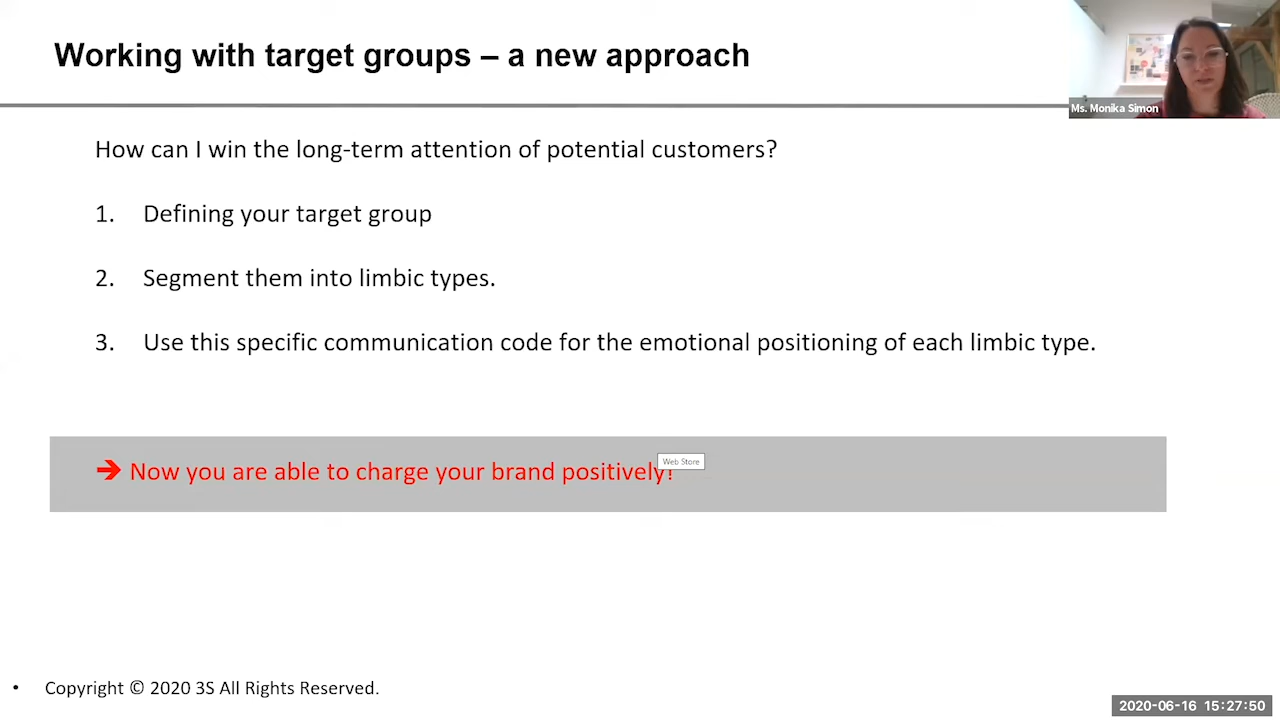 Working with target groups – a new approach
Ms. Monika Simon
How can I win the long-term attention of potential customers?
1. Defining your target group
2. Segment them into limbic types.
3. Use this specific communication code for the emotional positioning of each limbic type.
➔ Now you are able to charge your brand positively!
Web Store
• Copyright © 2020 3S All Rights Reserved.
2020-06-16 15:27:50